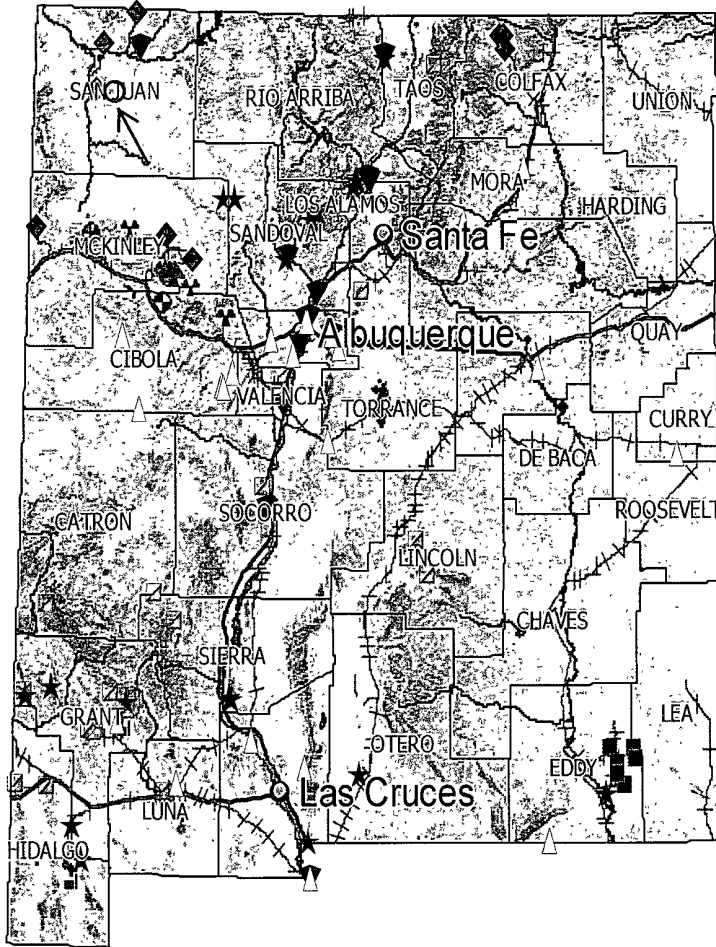 SAN JUAN
RIO ARRIBA
TAOS
COLFAX
UNION
MORA
HARDING
LOS ALAMOS
MCKINLEY
SANDOVAL
Santa Fe
Albuquerque
QUAY
CIBOLA
VALENCIA
TORRANCE
CURRY
DE BACA
CATRON
SOCORRO
ROOSEVELT
LINCOLN
CHAVES
SIERRA
GRANT
OTERO
LEA
EDDY
Las Cruces
LUNA
HIDALGO